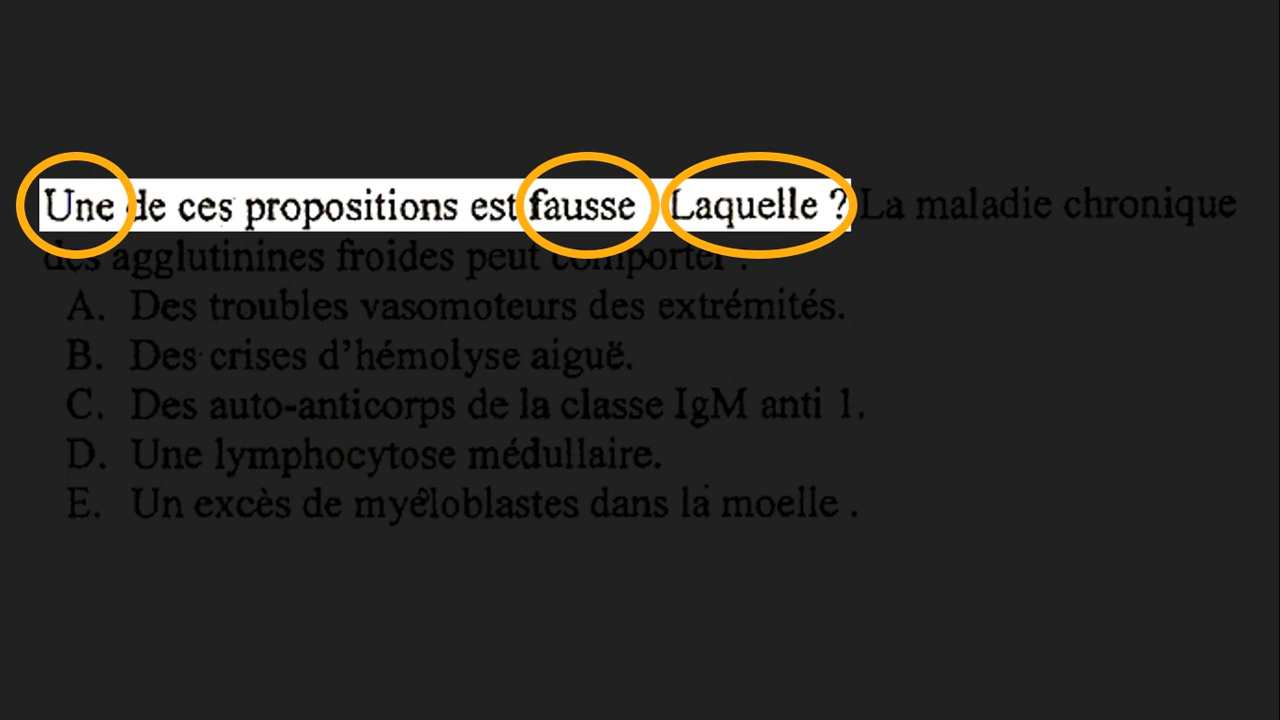 Une de ces propositions est fausse Laquelle ? La maladie chronique
des agglutinines froides peut comporter :
A. Des troubles vasomoteurs des extrémités.
B. Des crises d'hémolyse aiguë.
C. Des auto-anticorps de la classe IgM anti 1.
D. Une lymphocytose médullaire.
E. Un excès de myéloblastes dans la moelle .